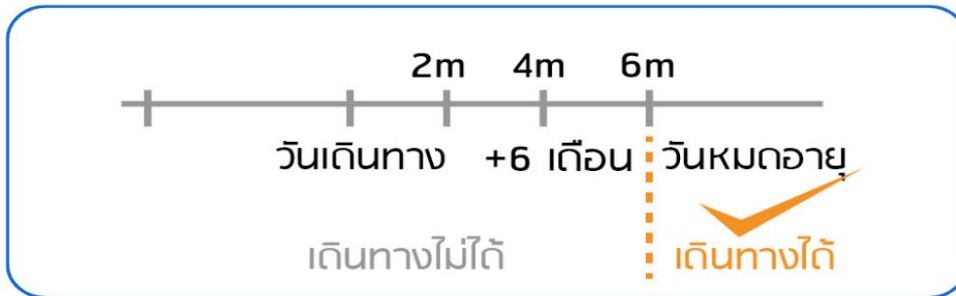 2m 4m 6m
วันเดินทาง +6 เดือน วันหมดอายุ
เดินทางไม่ได้ เดินทางได้